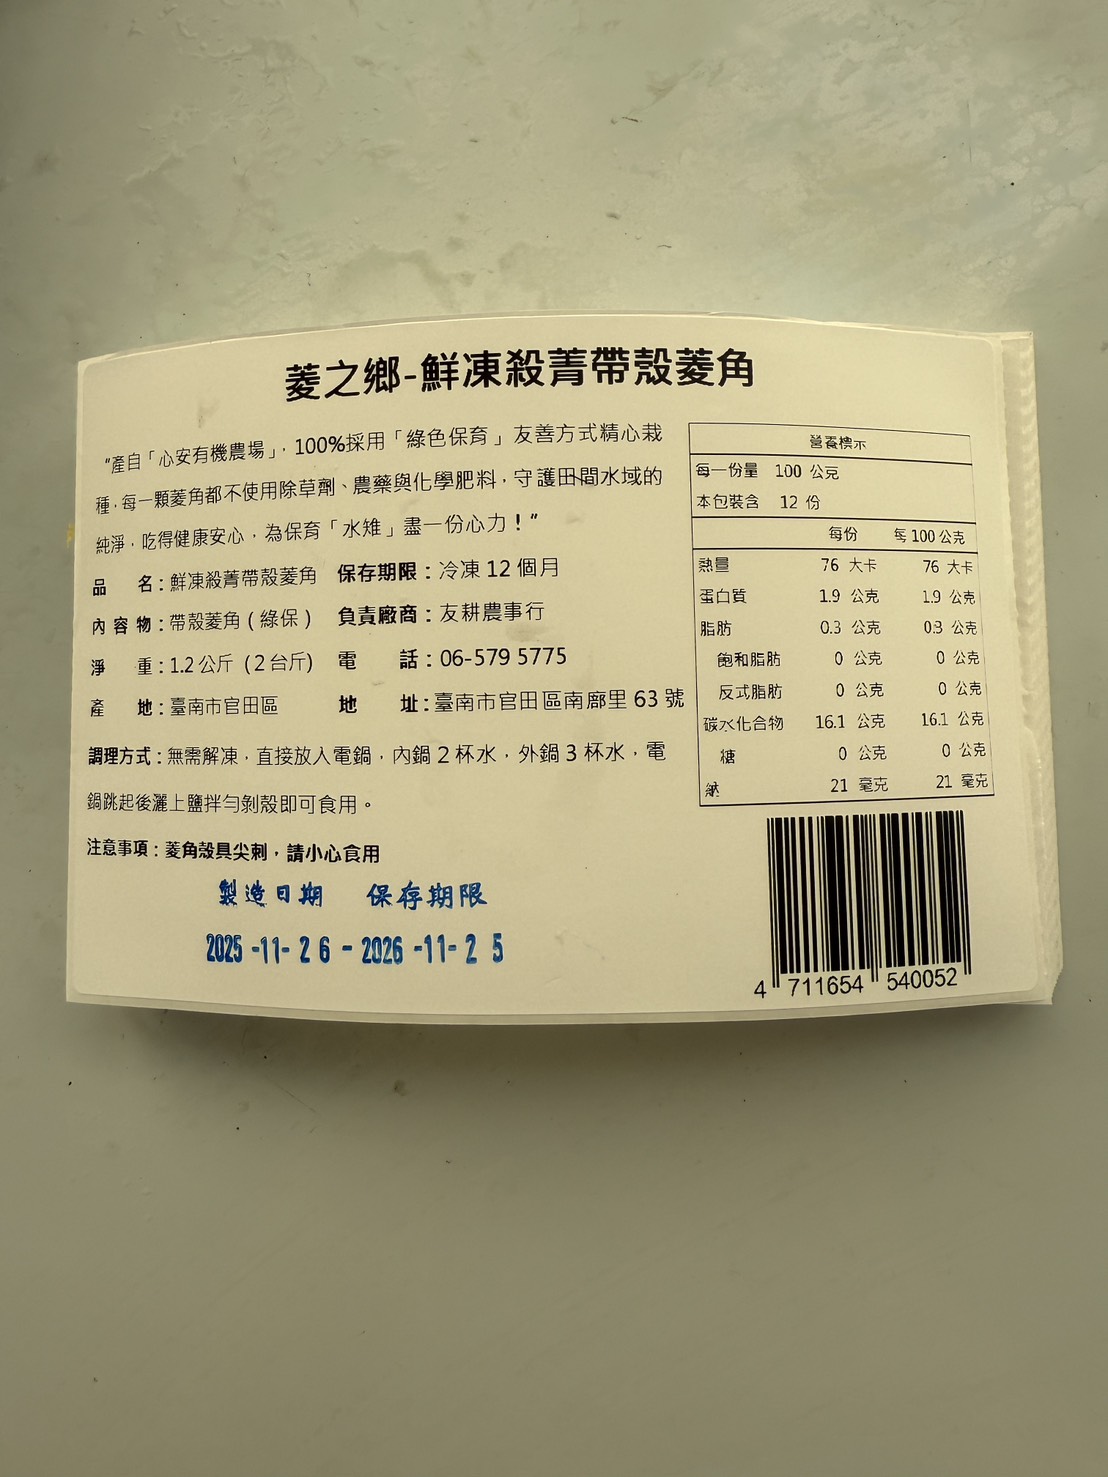 菱之鄉-鮮凍殺菁帶殼菱角
"產自「心安有機農場」，100%採用「綠色保育」友善方式精心栽
種，每一顆菱角都不使用除草劑、農藥與化學肥料，守護田間水域的
純淨，吃得健康安心，為保育「水雉」盡一份心力！"
品　名：鮮凍殺菁帶殼菱角　保存期限：冷凍 12 個月
內容物：帶殼菱角（綠保）　負責廠商：友耕農事行
淨　重：1.2 公斤（2 台斤）　電　話：06-579 5775
產　地：臺南市官田區　地　址：臺南市官田區南廍里 63 號
調理方式：無需解凍，直接放入電鍋，內鍋 2 杯水，外鍋 3 杯水，電
鍋跳起後灑上鹽拌勻剝殼即可食用。
注意事項：菱角殼具尖刺，請小心食用
製造日期　保存期限
2025-11-26-2026-11-25
營養標示
每一份量　100 公克
本包裝含　12 份
每份　每 100 公克
熱量　76 大卡　76 大卡
蛋白質　1.9 公克　1.9 公克
脂肪　0.3 公克　0.3 公克
飽和脂肪　0 公克　0 公克
反式脂肪　0 公克　0 公克
碳水化合物　16.1 公克　16.1 公克
糖　0 公克　0 公克
鈉　21 毫克　21 毫克
4 711654 540052